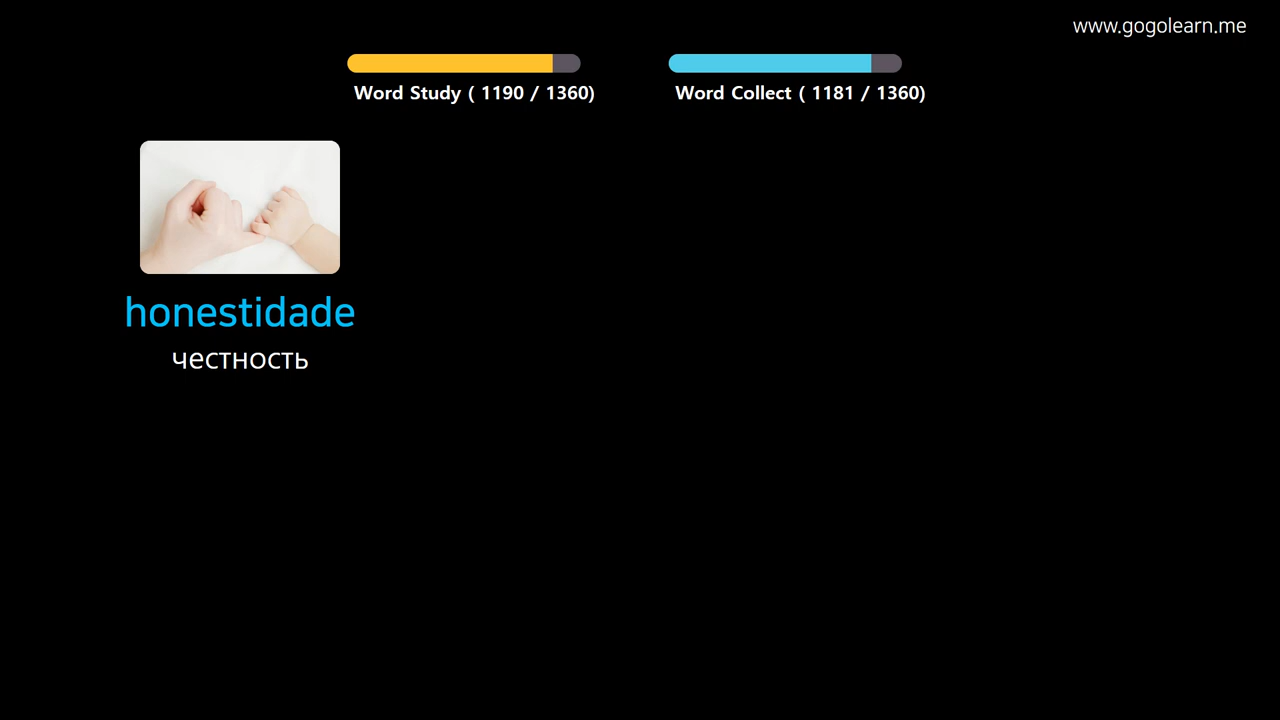 www.gogolearn.me
Word Study ( 1190 / 1360)
Word Collect ( 1181 / 1360)
honestidade
честность